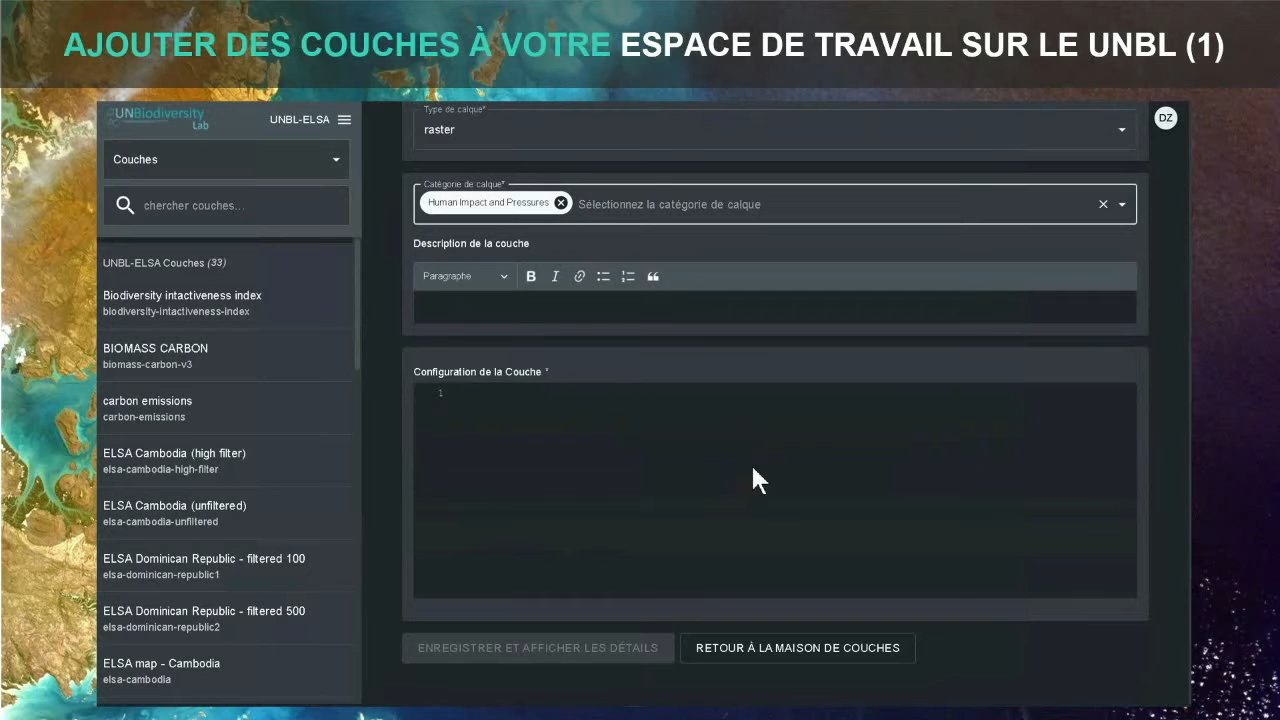 AJOUTER DES COUCHES À VOTRE ESPACE DE TRAVAIL SUR LE UNBL (1)
UNBiodiversity
Lab
UNBL-ELSA
DZ
Couches
chercher couches...
UNBL-ELSA Couches (33)
Biodiversity intactiveness index
biodiversity-intactiveness-index
BIOMASS CARBON
biomass-carbon-v3
carbon emissions
carbon-emissions
ELSA Cambodia (high filter)
elsa-cambodia-high-filter
ELSA Cambodia (unfiltered)
elsa-cambodia-unfiltered
ELSA Dominican Republic - filtered 100
elsa-dominican-republic1
ELSA Dominican Republic - filtered 500
elsa-dominican-republic2
ELSA map - Cambodia
elsa-cambodia
Type de calque*
raster
Catégorie de calque*
Human Impact and Pressures
Sélectionnez la catégorie de calque
Description de la couche
Paragraphe
B I
Configuration de la Couche *
1
ENREGISTRER ET AFFICHER LES DÉTAILS
RETOUR À LA MAISON DE COUCHES